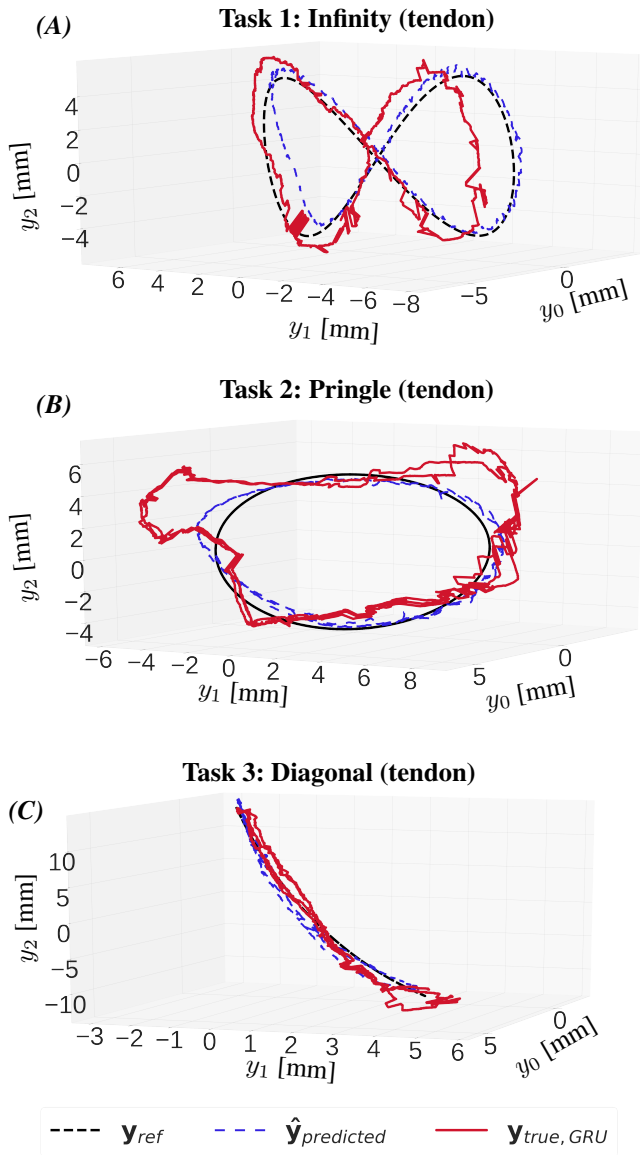 (A)
Task 1: Infinity (tendon)
4
2
0
−2
−4
y2 [mm]
6 4 2 0 −2 −4 −6 −8
y1 [mm]
−5 0
y0 [mm]
(B)
Task 2: Pringle (tendon)
6
4
2
0
−2
−4
y2 [mm]
−6 −4 −2 0 2 4 6 8
y1 [mm]
5 0
y0 [mm]
Task 3: Diagonal (tendon)
(C)
10
5
0
−5
−10
y2 [mm]
−3 −2 −1 0 1 2 3 4 5 6
y1 [mm]
5 0
y0 [mm]
yref ŷpredicted ytrue, GRU